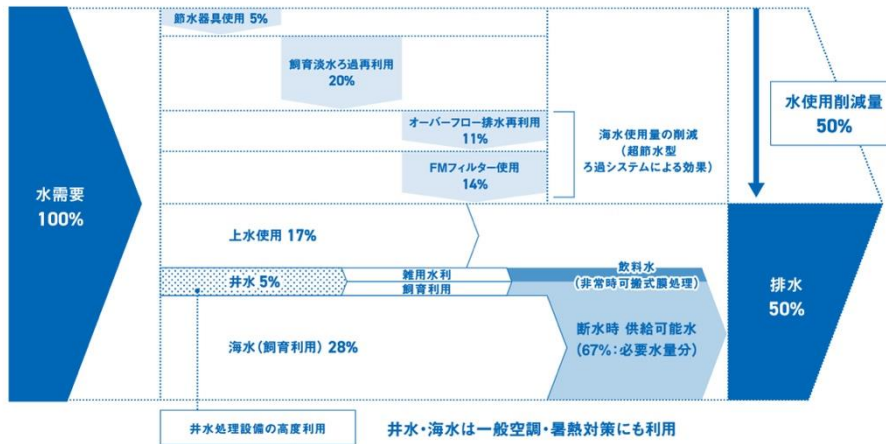 節水器具使用 5%
飼育淡水ろ過再利用
20%
オーバーフロー排水再利用
11%
FMフィルター使用
14%
海水使用量の削減
(超節水型
ろ過システムによる効果)
水使用削減量
50%
水需要
100%
上水使用 17%
井水 5%
雑用水利
飼育利用
飲料水
(非常時可搬式膜処理)
海水(飼育利用) 28%
断水時 供給可能水
(67%:必要水量分)
排水
50%
井水処理設備の高度利用
井水・海水は一般空調・暑熱対策にも利用